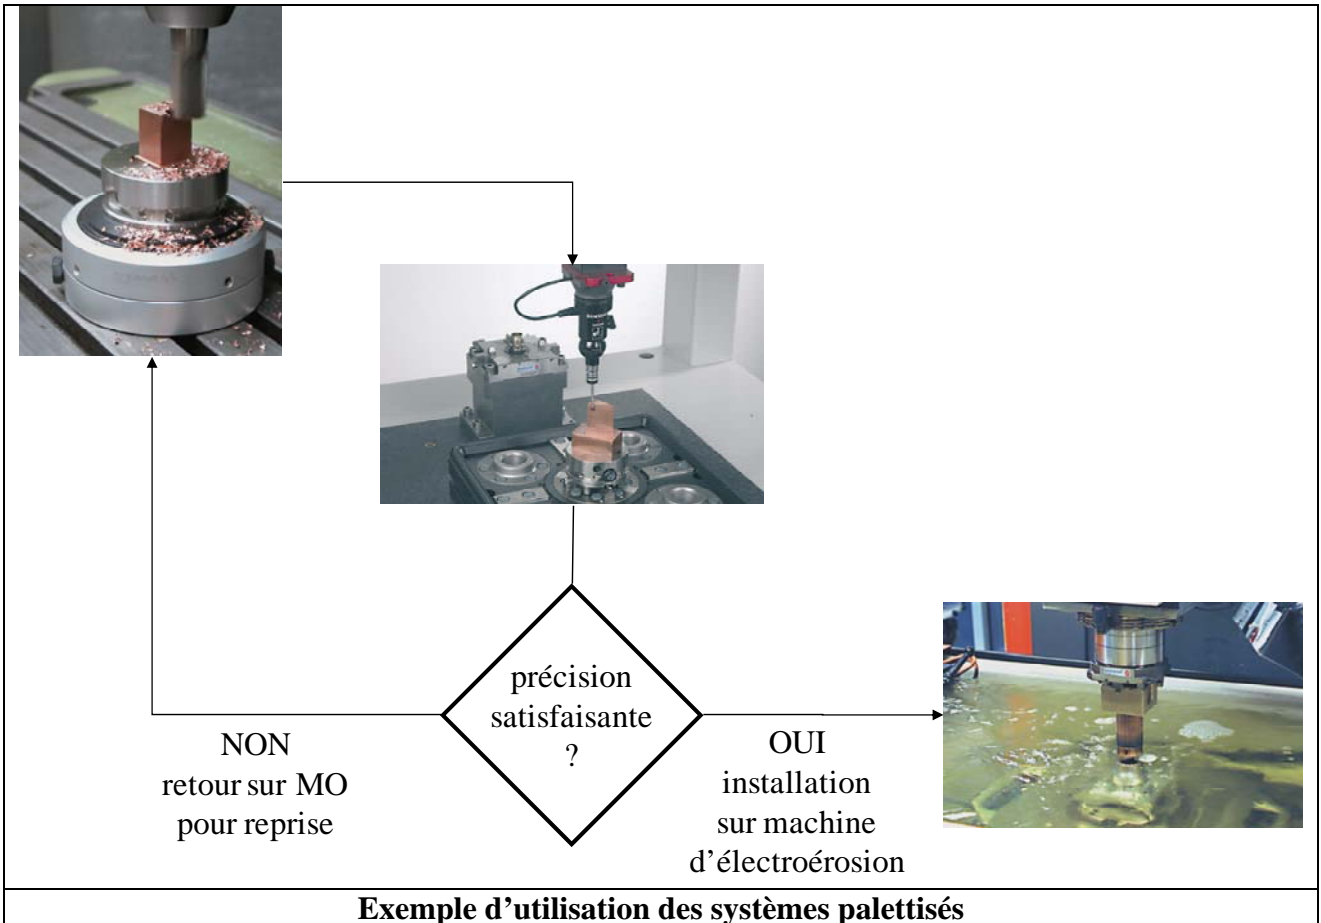 précision
satisfaisante
?
NON
retour sur MO
pour reprise
OUI
installation
sur machine
d’électroérosion
Exemple d’utilisation des systèmes palettisés